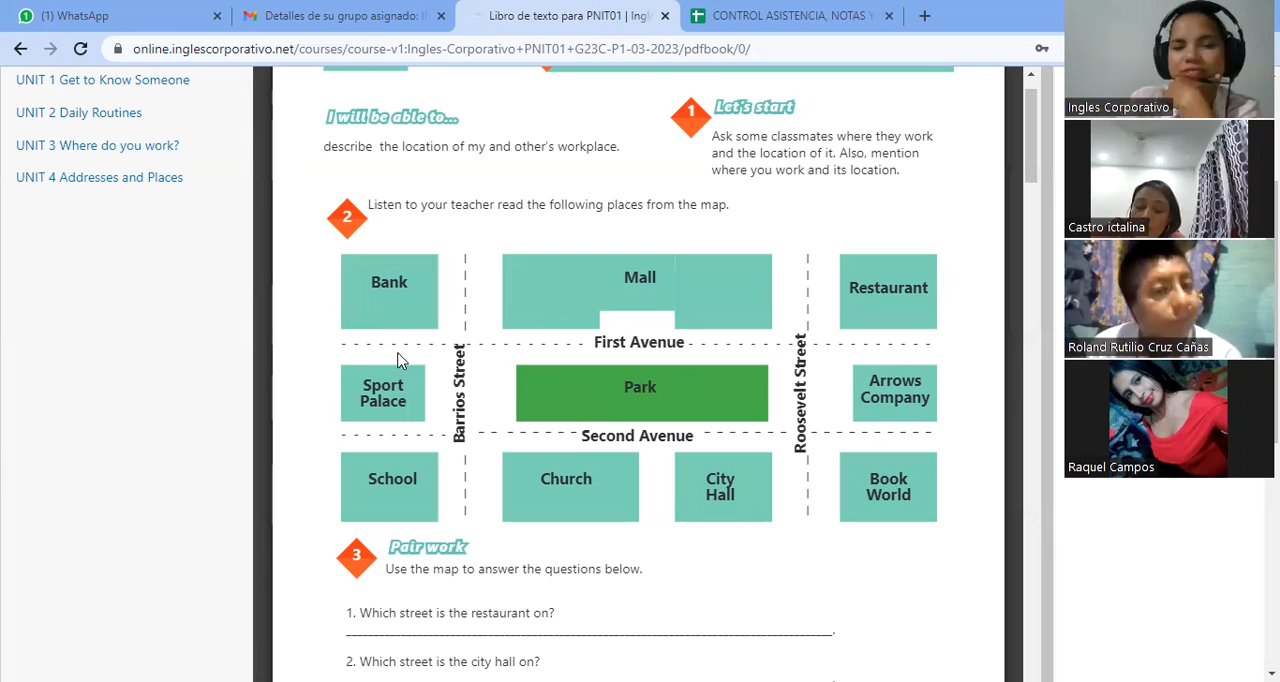 (1) WhatsApp
Detalles de su grupo asignado: I
Libro de texto para PNIT01 | Ingl
CONTROL ASISTENCIA, NOTAS Y
online.inglescorporativo.net/courses/course-v1:Ingles-Corporativo+PNIT01+G23C-P1-03-2023/pdfbook/0/
UNIT 1 Get to Know Someone
UNIT 2 Daily Routines
UNIT 3 Where do you work?
UNIT 4 Addresses and Places
I will be able to...
describe the location of my and other's workplace.
1
Let's start
Ask some classmates where they work
and the location of it. Also, mention
where you work and its location.
2
Listen to your teacher read the following places from the map.
Bank
Mall
Restaurant
First Avenue
Sport
Palace
Barrios Street
Park
Roosevelt Street
Arrows
Company
Second Avenue
School
Church
City
Hall
Book
World
3
Pair work
Use the map to answer the questions below.
1. Which street is the restaurant on?
2. Which street is the city hall on?
Ingles Corporativo
Castro ictalina
Roland Rutilio Cruz Cañas
Raquel Campos